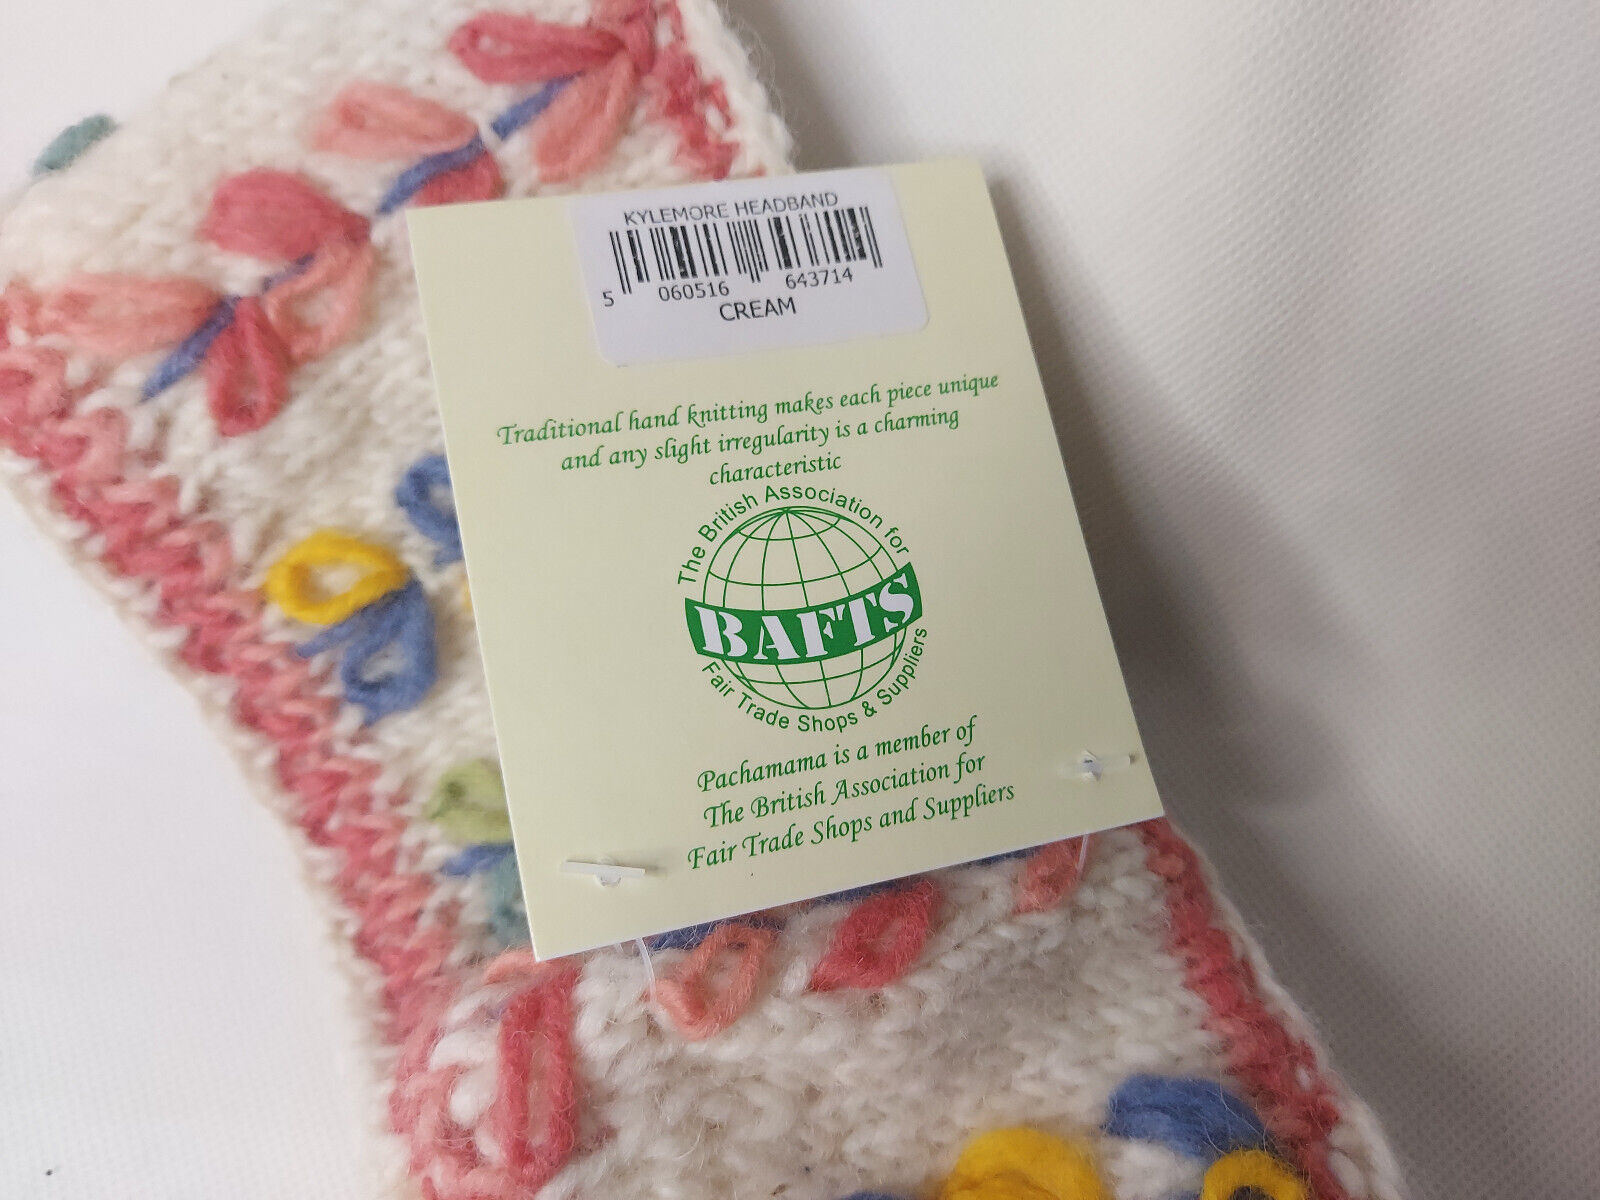 KYLEMORE HEADBAND
5 060516 643714
CREAM
Traditional hand knitting makes each piece unique
and any slight irregularity is a charming
characteristic
The British Association for
BAFTS
Fair Trade Shops & Suppliers
Pachamama is a member of
The British Association for
Fair Trade Shops and Suppliers